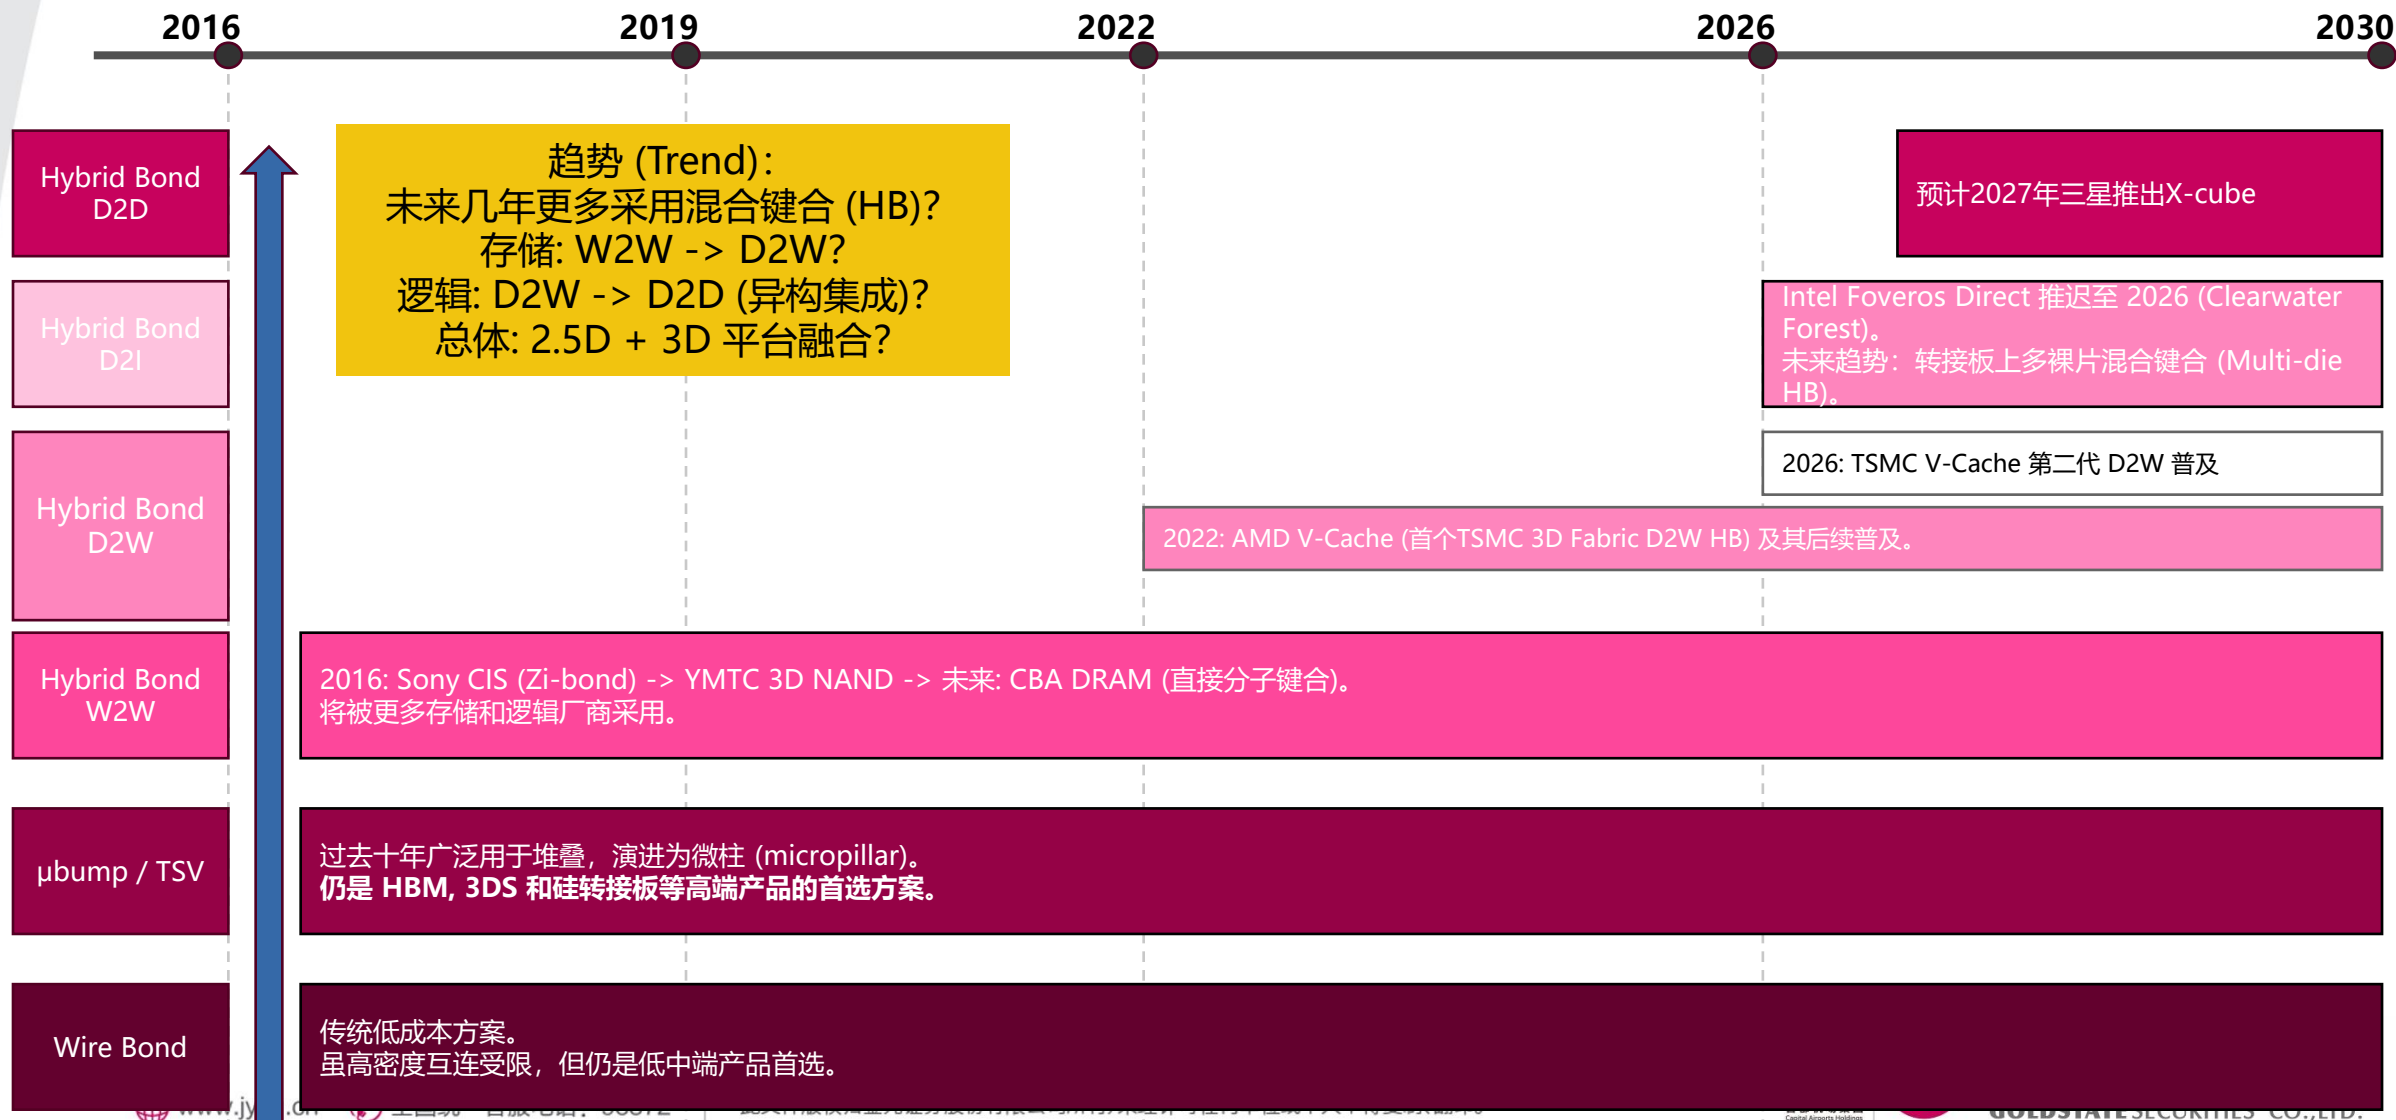 2016
2019
2022
2026
2030
Hybrid Bond
D2D
趋势 (Trend)：
未来几年更多采用混合键合 (HB)?
存储: W2W -> D2W?
逻辑: D2W -> D2D (异构集成)?
总体: 2.5D + 3D 平台融合?
预计2027年三星推出X-cube
Hybrid Bond
D2I
Intel Foveros Direct 推迟至 2026 (Clearwater
Forest)。
未来趋势：转接板上多裸片混合键合 (Multi-die
HB)。
Hybrid Bond
D2W
2026: TSMC V-Cache 第二代 D2W 普及
2022: AMD V-Cache (首个TSMC 3D Fabric D2W HB) 及其后续普及。
Hybrid Bond
W2W
2016: Sony CIS (Zi-bond) -> YMTC 3D NAND -> 未来: CBA DRAM (直接分子键合)。
将被更多存储和逻辑厂商采用。
μbump / TSV
过去十年广泛用于堆叠，演进为微柱 (micropillar)。
仍是 HBM, 3DS 和硅转接板等高端产品的首选方案。
Wire Bond
传统低成本方案。
虽高密度互连受限，但仍是低中端产品首选。
Capital Airports Holdings
GOLDSTATE SECURITIES CO.,LTD.